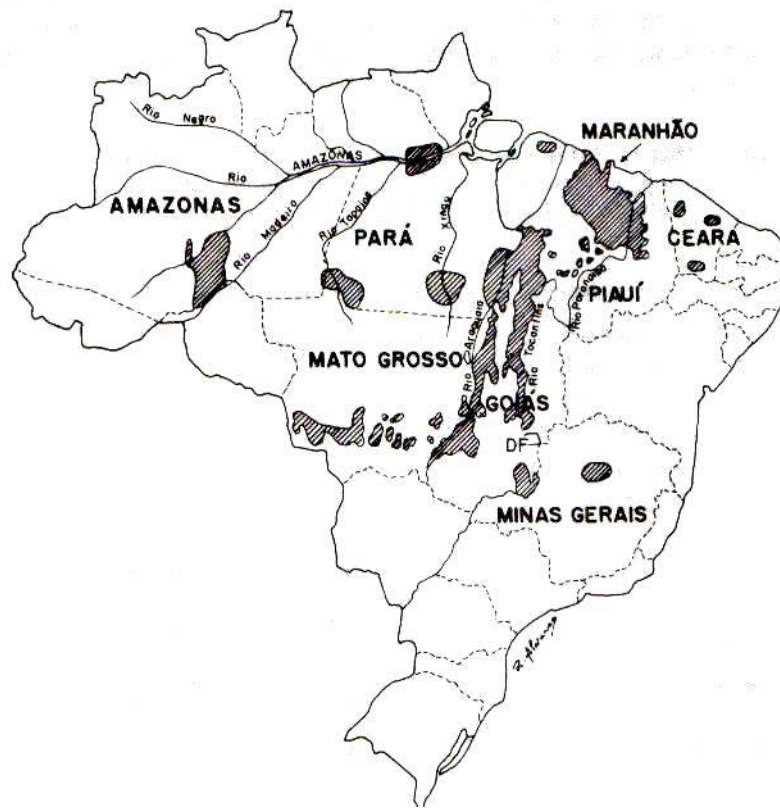 Rio Negro
MARANHÃO
AMAZONAS
Rio
AMAZONAS
Rio Madeira
Rio Tapajós
PARÁ
Rio Xingu
CEARA
PIAUÍ
Rio Parnaíba
MATO GROSSO
Rio Araguaia
Rio Tocantins
GOIÁS
DF
MINAS GERAIS